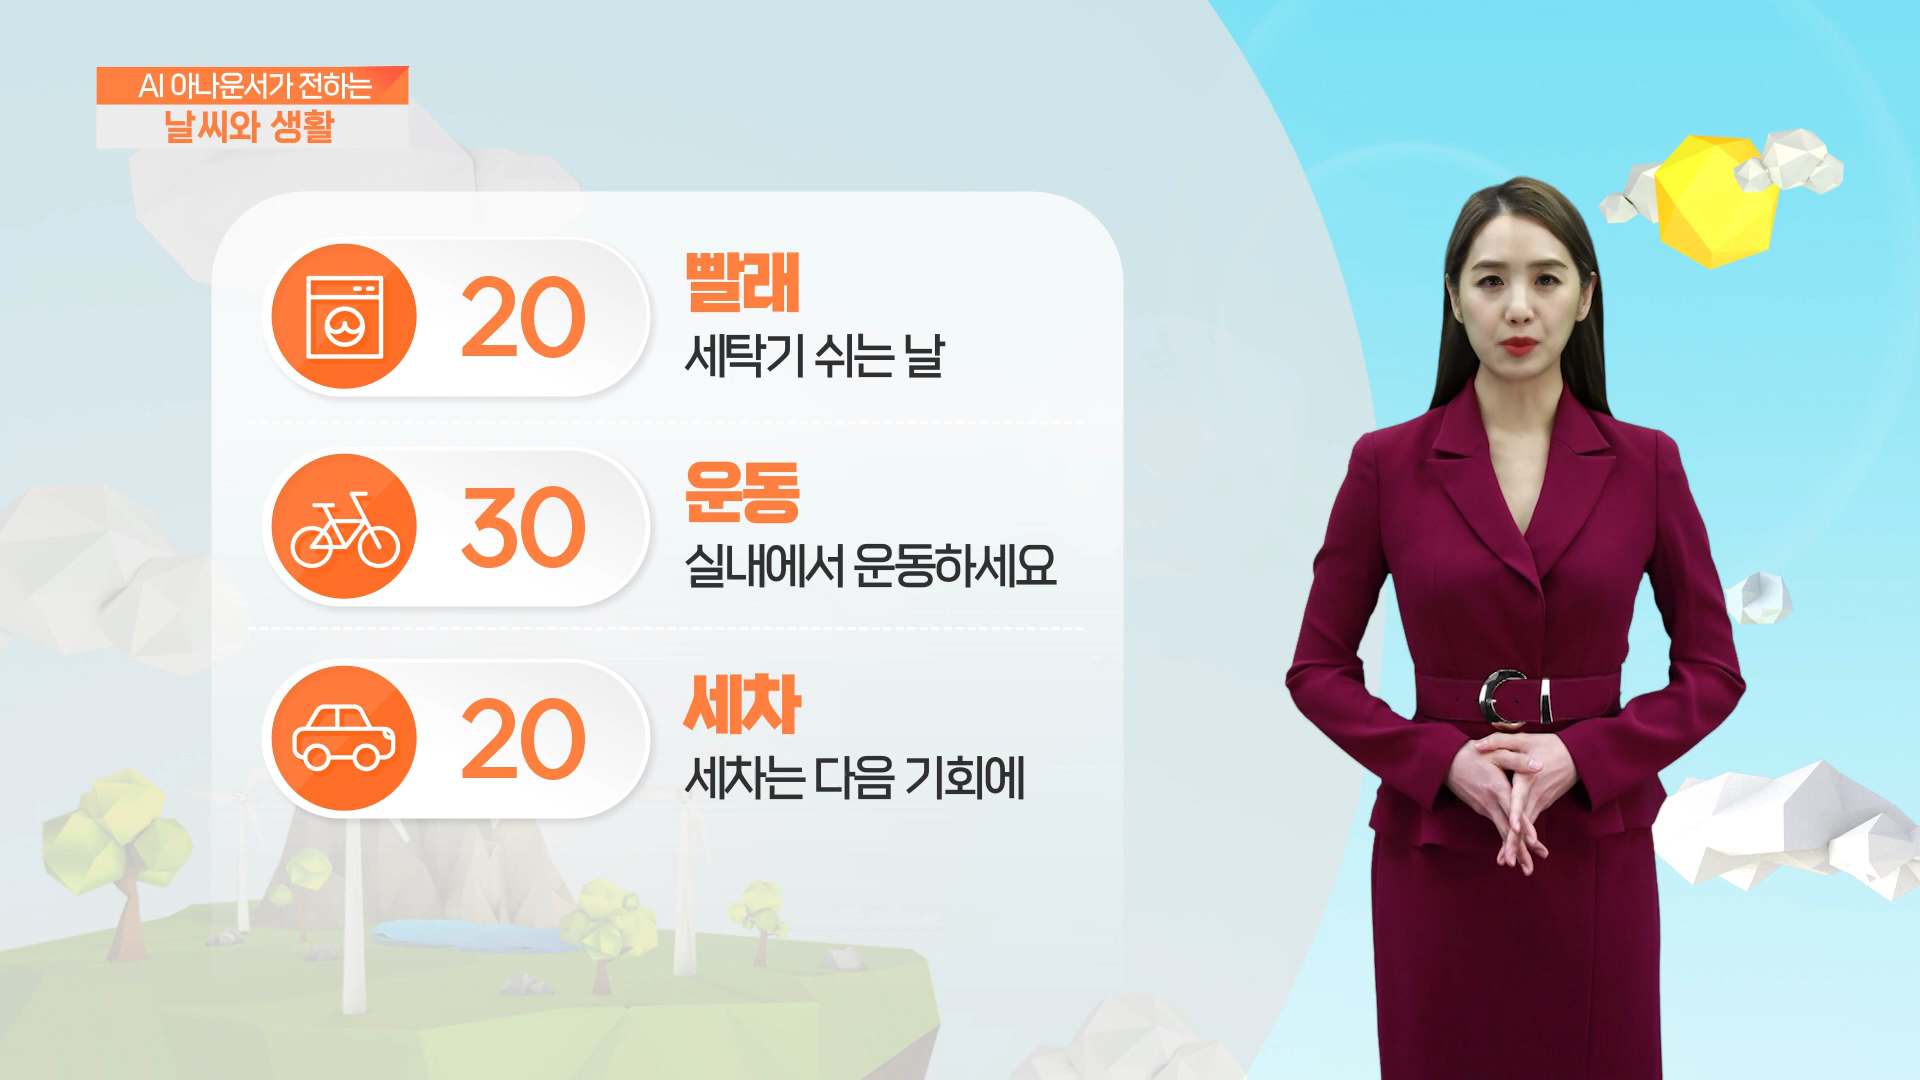 AI 아나운서가 전하는
날씨와 생활
20
빨래
세탁기 쉬는 날
30
운동
실내에서 운동하세요
20
세차
세차는 다음 기회에